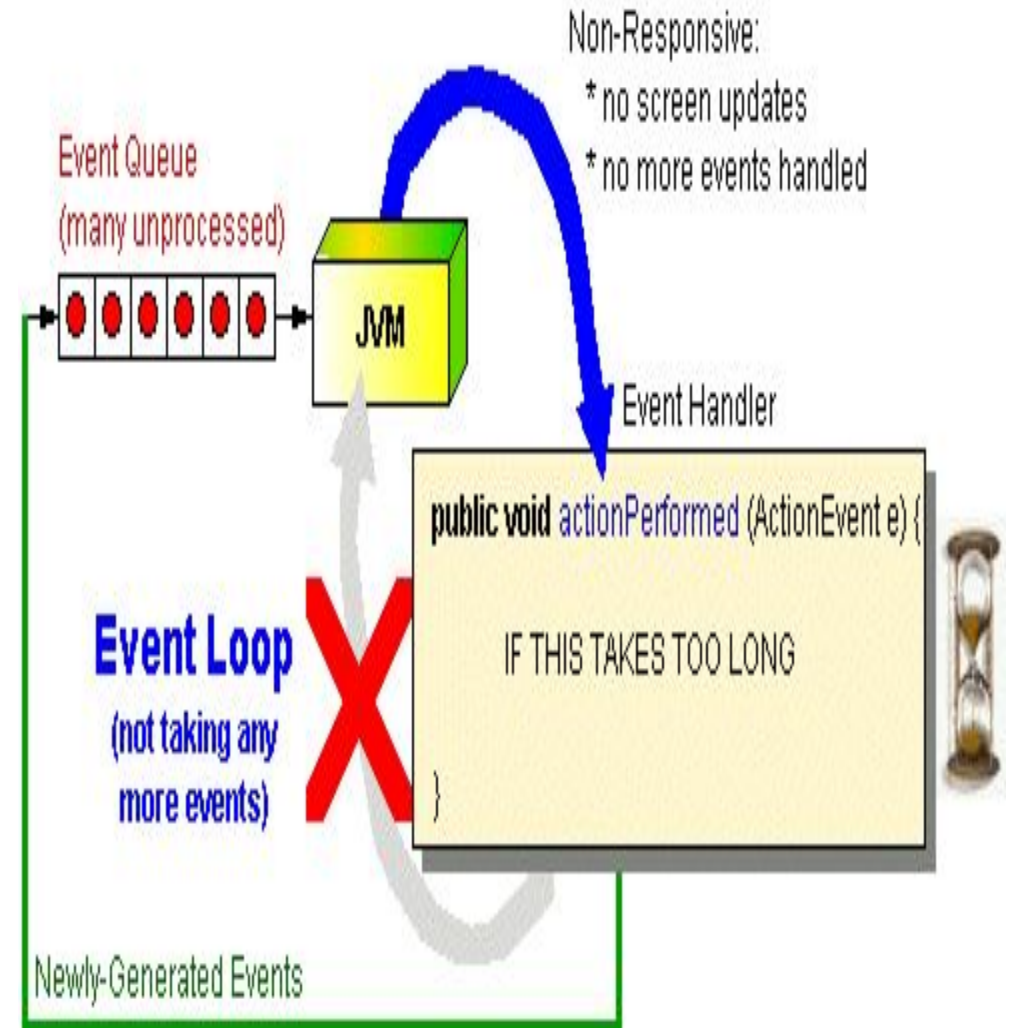 Non-Responsive:
* no screen updates
* no more events handled
Event Queue
(many unprocessed)
JVM
Event Handler
public void actionPerformed (ActionEvent e) {
IF THIS TAKES TOO LONG
}
Event Loop
(not taking any
more events)
Newly-Generated Events